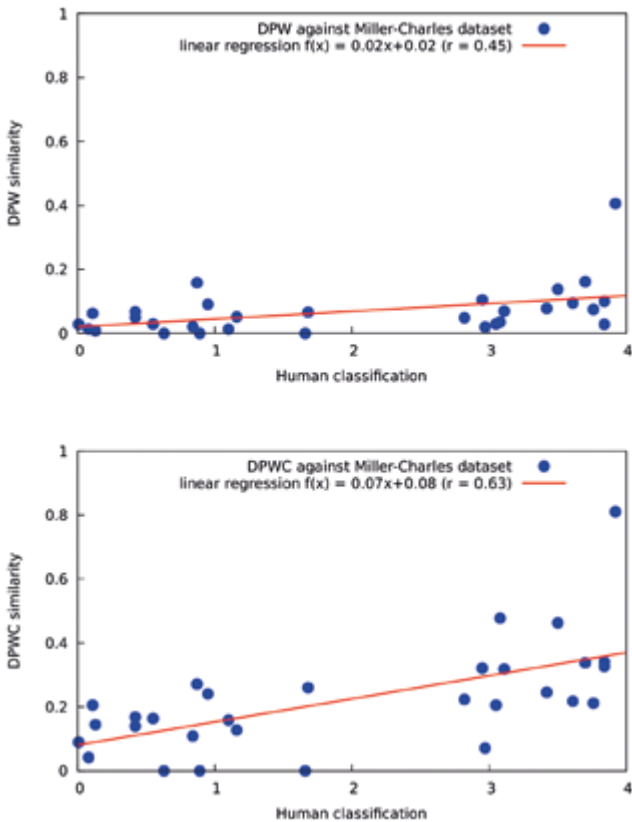 1
DPW against Miller-Charles dataset
linear regression f(x) = 0.02x+0.02 (r = 0.45)
0.8
0.6
DPW similarity
0.4
0.2
0
0 1 2 3 4
Human classification
1
DPWC against Miller-Charles dataset
linear regression f(x) = 0.07x+0.08 (r = 0.63)
0.8
0.6
DPWC similarity
0.4
0.2
0
0 1 2 3 4
Human classification